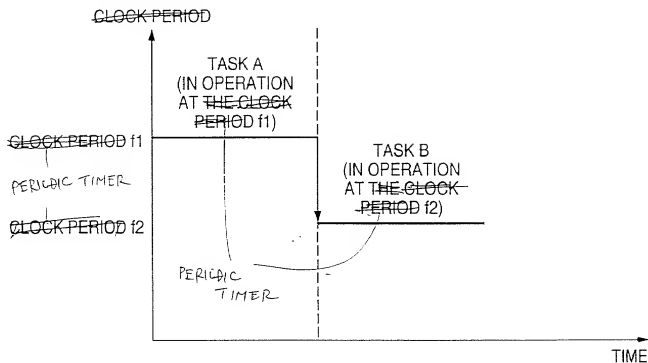 CLOCK PERIOD
TASK A
(IN OPERATION
AT THE CLOCK
PERIOD f1)
CLOCK PERIOD f1
TASK B
(IN OPERATION
AT THE CLOCK
PERIOD f2)
PERIODIC TIMER
CLOCK PERIOD f2
PERIODIC
TIMER
TIME